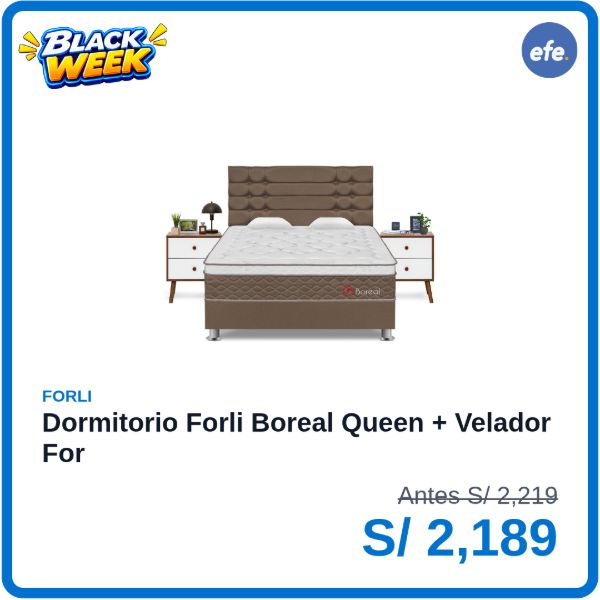 BLACK
WEEK
efe.
Boreal
FORLI
Dormitorio Forli Boreal Queen + Velador
For
Antes S/ 2,219
S/ 2,189